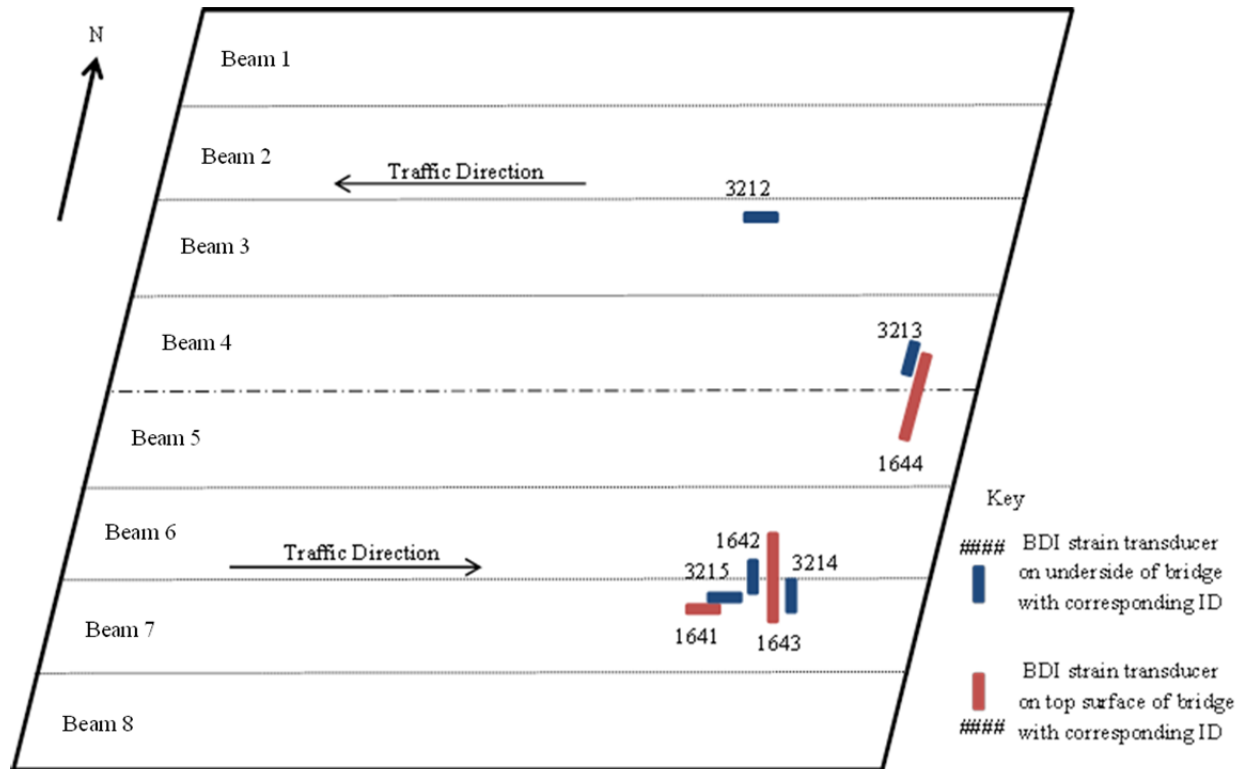 N
Beam 1
Beam 2
Traffic Direction
3212
Beam 3
3213
Beam 4
Beam 5
1644
Key
Beam 6
1642
Traffic Direction
3215
3214
#### BDI strain transducer
on underside of bridge
with corresponding ID
Beam 7
1641
1643
BDI strain transducer
on top surface of bridge
#### with corresponding ID
Beam 8